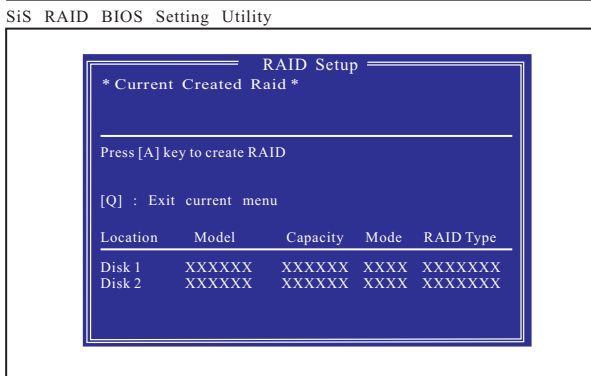 SiS RAID BIOS Setting Utility
RAID Setup
* Current Created Raid *
Press [A] key to create RAID
[Q] : Exit current menu
Location Model Capacity Mode RAID Type
Disk 1 XXXXXX XXXXXX XXXX XXXXXXX
Disk 2 XXXXXX XXXXXX XXXX XXXXXXX